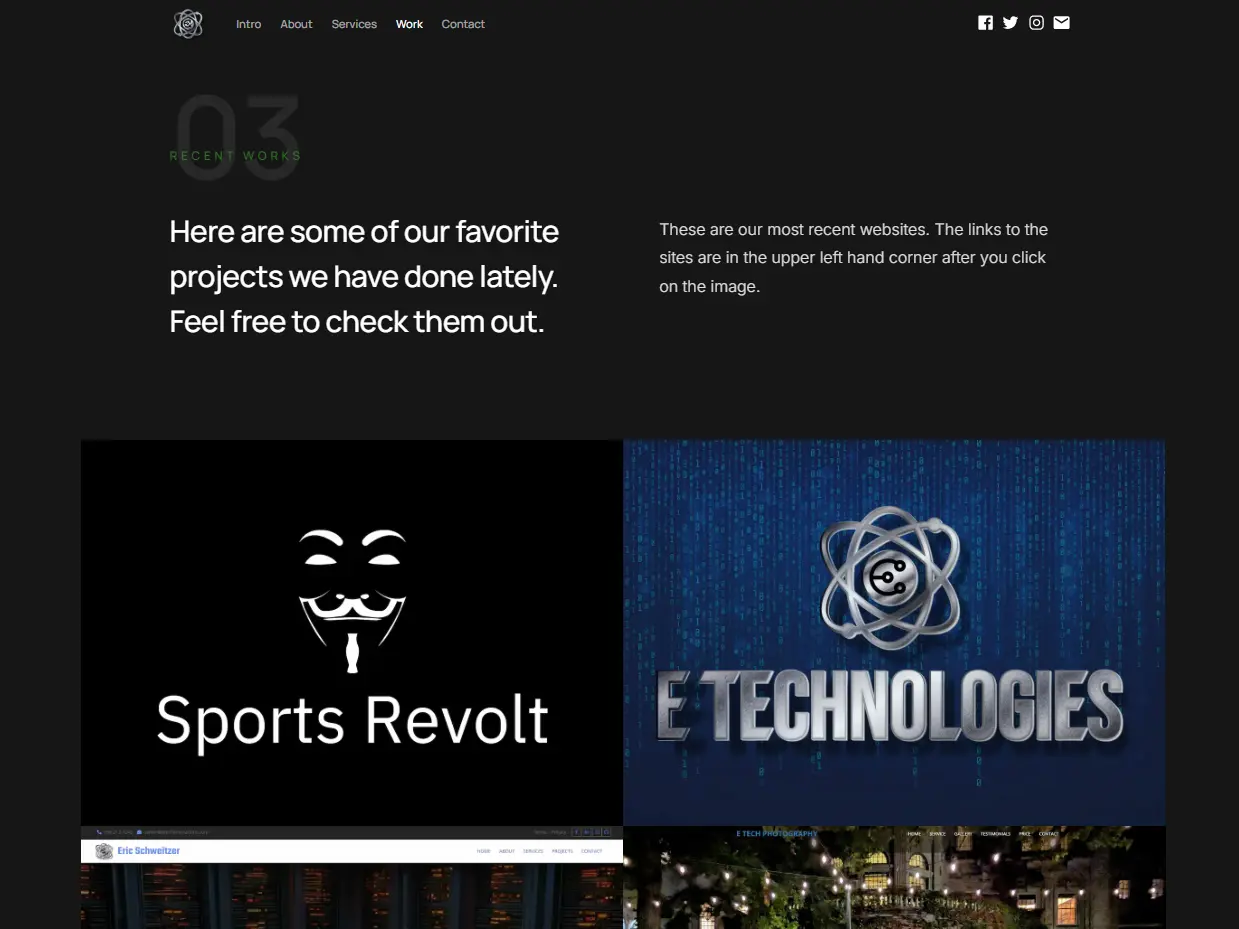 Intro About Services Work Contact
03
RECENT WORKS
Here are some of our favorite
projects we have done lately.
Feel free to check them out.
These are our most recent websites. The links to the
sites are in the upper left hand corner after you click
on the image.
Sports Revolt
E TECHNOLOGIES
Eric Schweitzer
HOME ABOUT SERVICES PROJECTS CONTACT
E TECH PHOTOGRAPHY
HOME SERVICE GALLERY TESTIMONIALS PRICE CONTACT